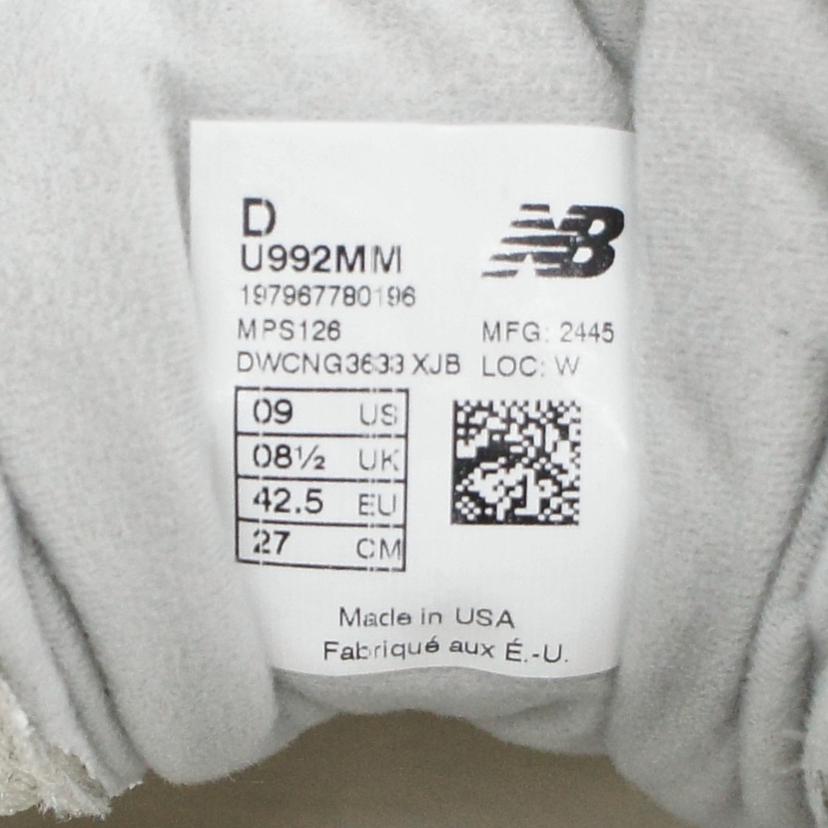 D
NB
U992MM
197967780196
MPS126 MFG: 2445
DWCNG3633 XJB LOC: W
09 US
08½ UK
42.5 EU
27 CM
Made in USA
Fabriqué aux É.-U.